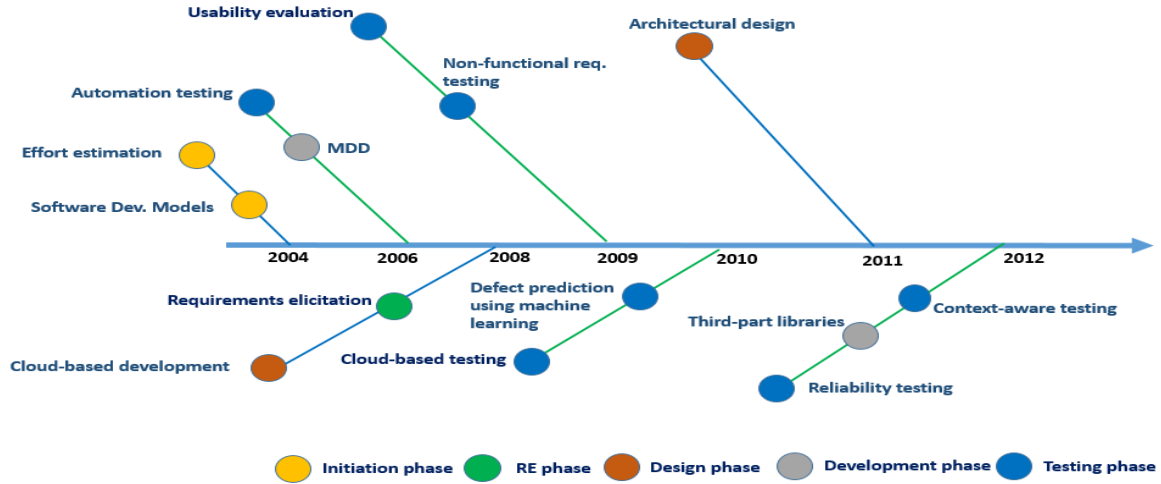 Usability evaluation
Architectural design
Non-functional req.
testing
Automation testing
MDD
Effort estimation
Software Dev. Models
2004
2006
2008
2009
2010
2011
2012
Requirements elicitation
Defect prediction
using machine
learning
Third-part libraries
Context-aware testing
Cloud-based development
Cloud-based testing
Reliability testing
Initiation phase
RE phase
Design phase
Development phase
Testing phase